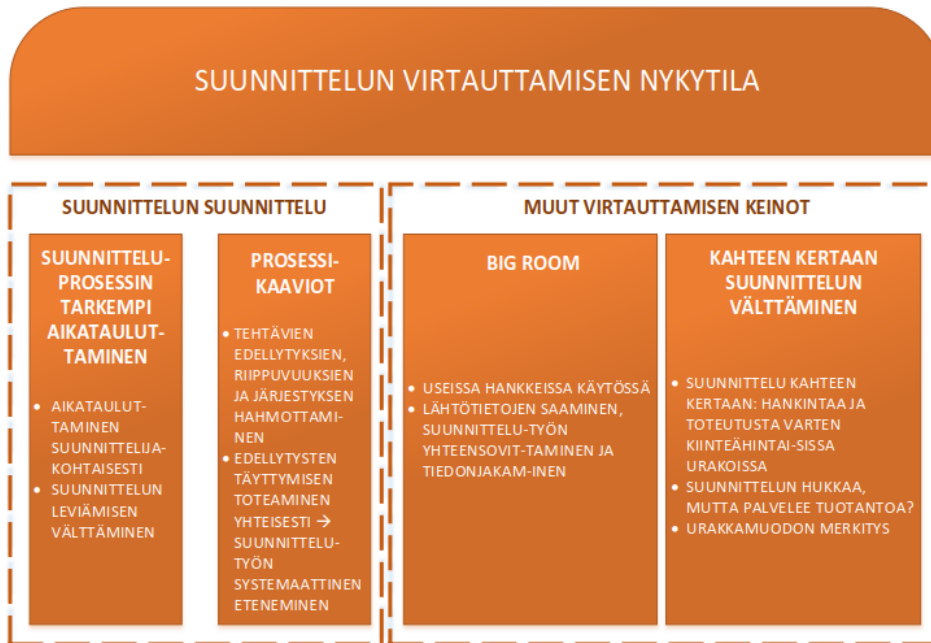 SUUNNITTELUN VIRTAUTTAMISEN NYKYTILA
SUUNNITTELUN SUUNNITTELU
SUUNNITTELU-
PROSESSIN
TARKEMPI
AIKATAULUT-
TAMINEN
• AIKATAULUT-
TAMINEN
SUUNNITTELIJA-
KOHTAISESTI
• SUUNNITTELUN
LEVIÄMISEN
VÄLTTÄMINEN
PROSESSI-
KAAVIOT
• TEHTÄVIEN
EDELLYTYKSIEN,
RIIPPUVUUKSIEN
JA JÄRJESTYKSEN
HAHMOTTAMI-
NEN
• EDELLYTYSTEN
TÄYTTYMISEN
TOTEAMINEN
YHTEISESTI →
SUUNNITTELU-
TYÖN
SYSTEMAATTINEN
ETENEMINEN
MUUT VIRTAUTTAMISEN KEINOT
BIG ROOM
• USEISSA HANKKEISSA KÄYTÖSSÄ
• LÄHTÖTIETOJEN SAAMINEN,
SUUNNITTELU-TYÖN
YHTEENSOVIT-TAMINEN JA
TIEDONJAKAM-INEN
KAHTEEN KERTAAN
SUUNNITTELUN
VÄLTTÄMINEN
• SUUNNITTELU KAHTEEN
KERTAAN: HANKINTAA JA
TOTEUTUSTA VARTEN
KIINTEÄHINTAI-SISSA
URAKOISSA
• SUUNNITTELUN HUKKAA,
MUTTA PALVELEE TUOTANTOA?
• URAKKAMUODON MERKITYS